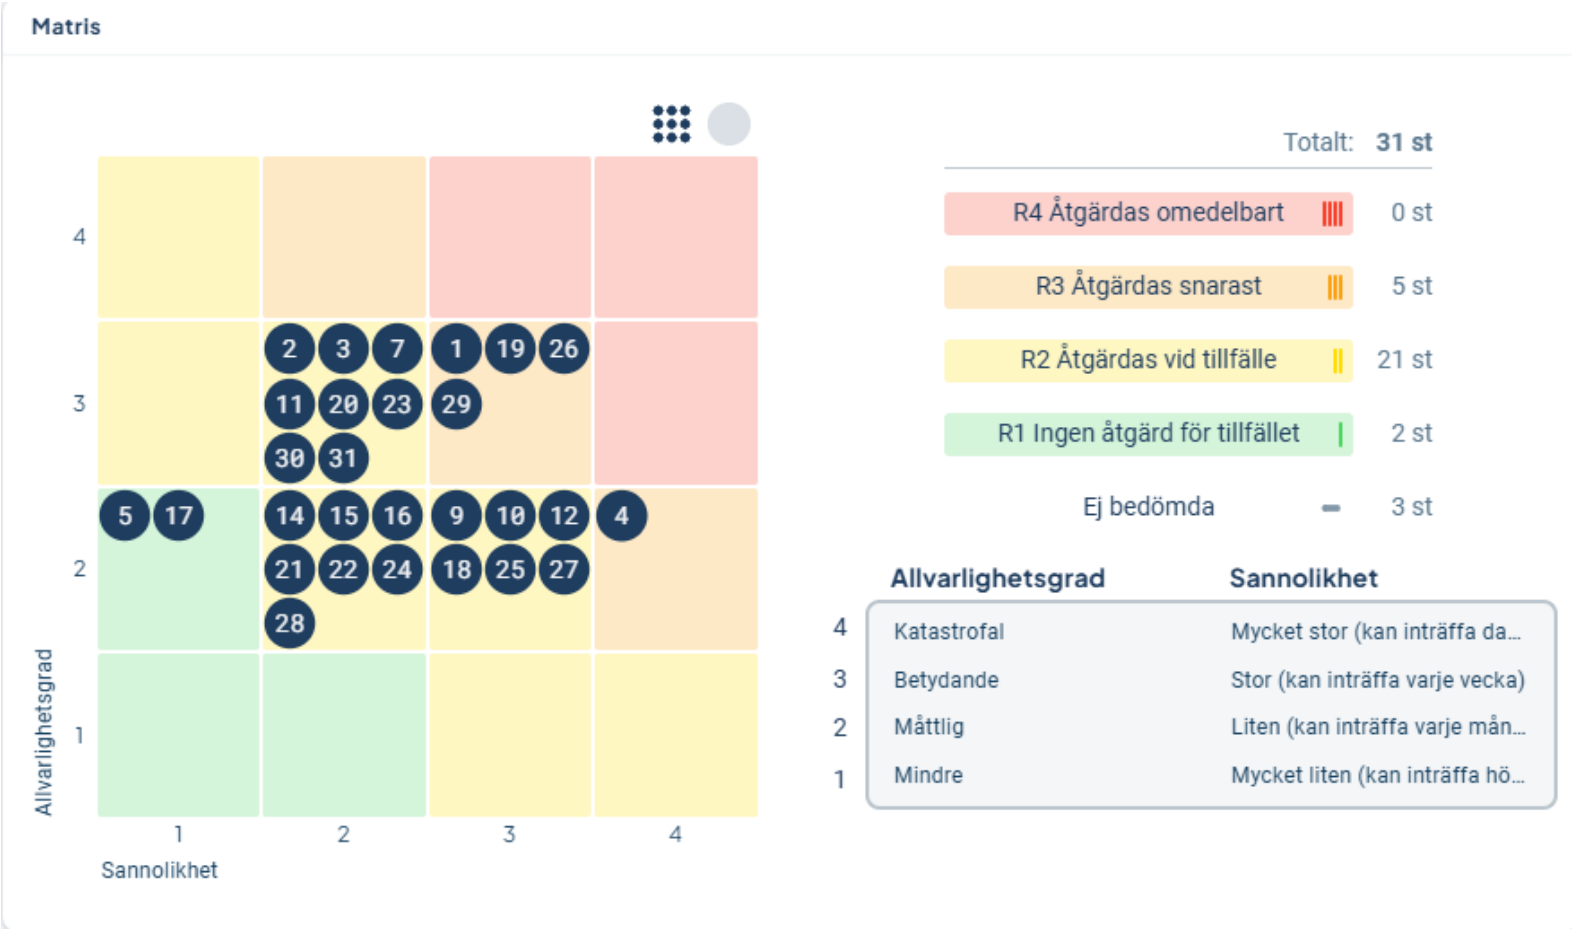 Matris
Totalt: 31 st
R4 Åtgärdas omedelbart 0 st
R3 Åtgärdas snarast 5 st
R2 Åtgärdas vid tillfälle 21 st
R1 Ingen åtgärd för tillfället 2 st
Ej bedömda 3 st
4
3
2 3 7 1 19 26
11 20 23 29
30 31
2
5 17 14 15 16 9 10 12 4
21 22 24 18 25 27
28
1
Allvarlighetsgrad
1 2 3 4
Sannolikhet
Allvarlighetsgrad Sannolikhet
4 Katastrofal Mycket stor (kan inträffa da...
3 Betydande Stor (kan inträffa varje vecka)
2 Måttlig Liten (kan inträffa varje mån...
1 Mindre Mycket liten (kan inträffa hö...